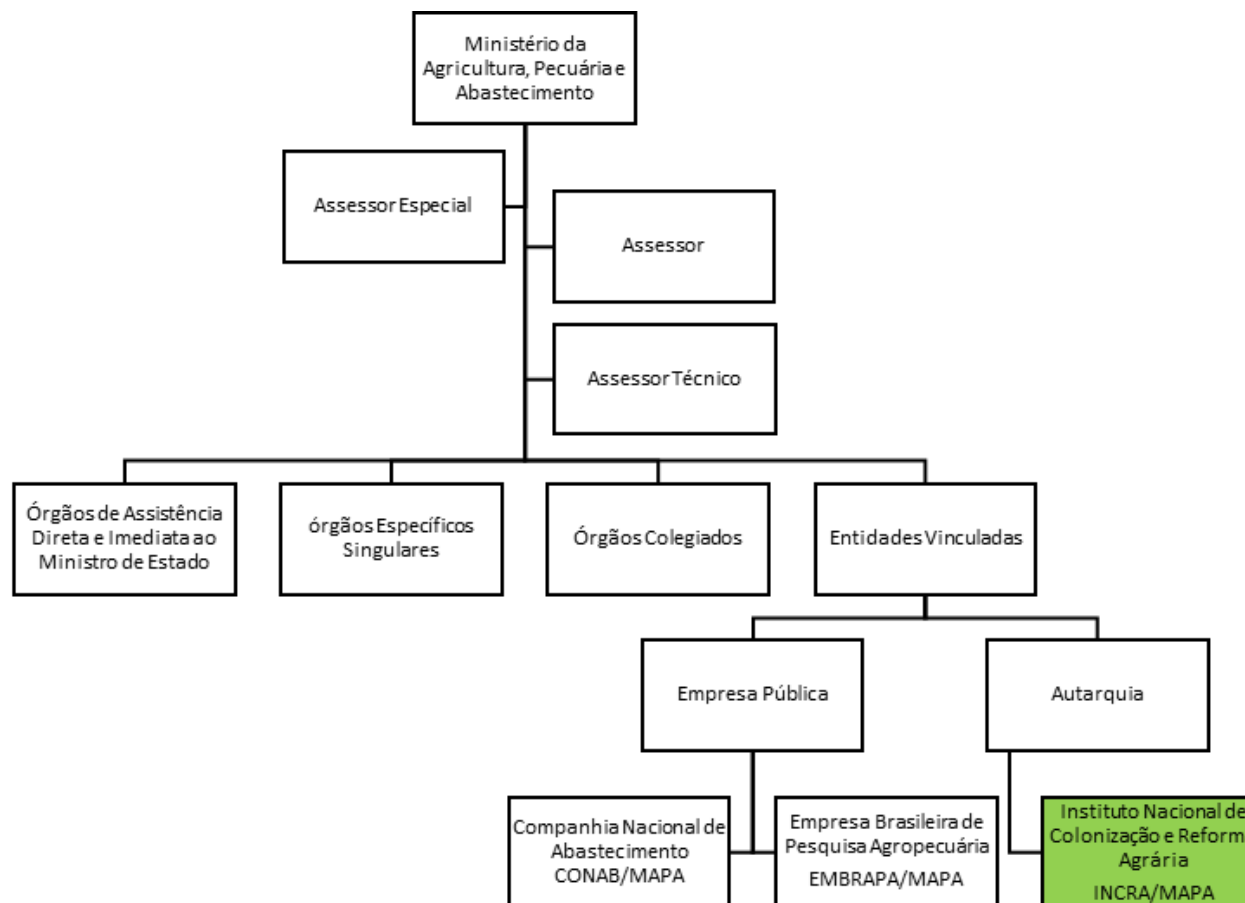 Ministério da
Agricultura, Pecuária e
Abastecimento
Assessor Especial
Assessor
Assessor Técnico
Órgãos de Assistência
Direta e Imediata ao
Ministro de Estado
órgãos Específicos
Singulares
Órgãos Colegiados
Entidades Vinculadas
Empresa Pública
Autarquia
Companhia Nacional de
Abastecimento
CONAB/MAPA
Empresa Brasileira de
Pesquisa Agropecuária
EMBRAPA/MAPA
Instituto Nacional de
Colonização e Reform
Agrária
INCRA/MAPA